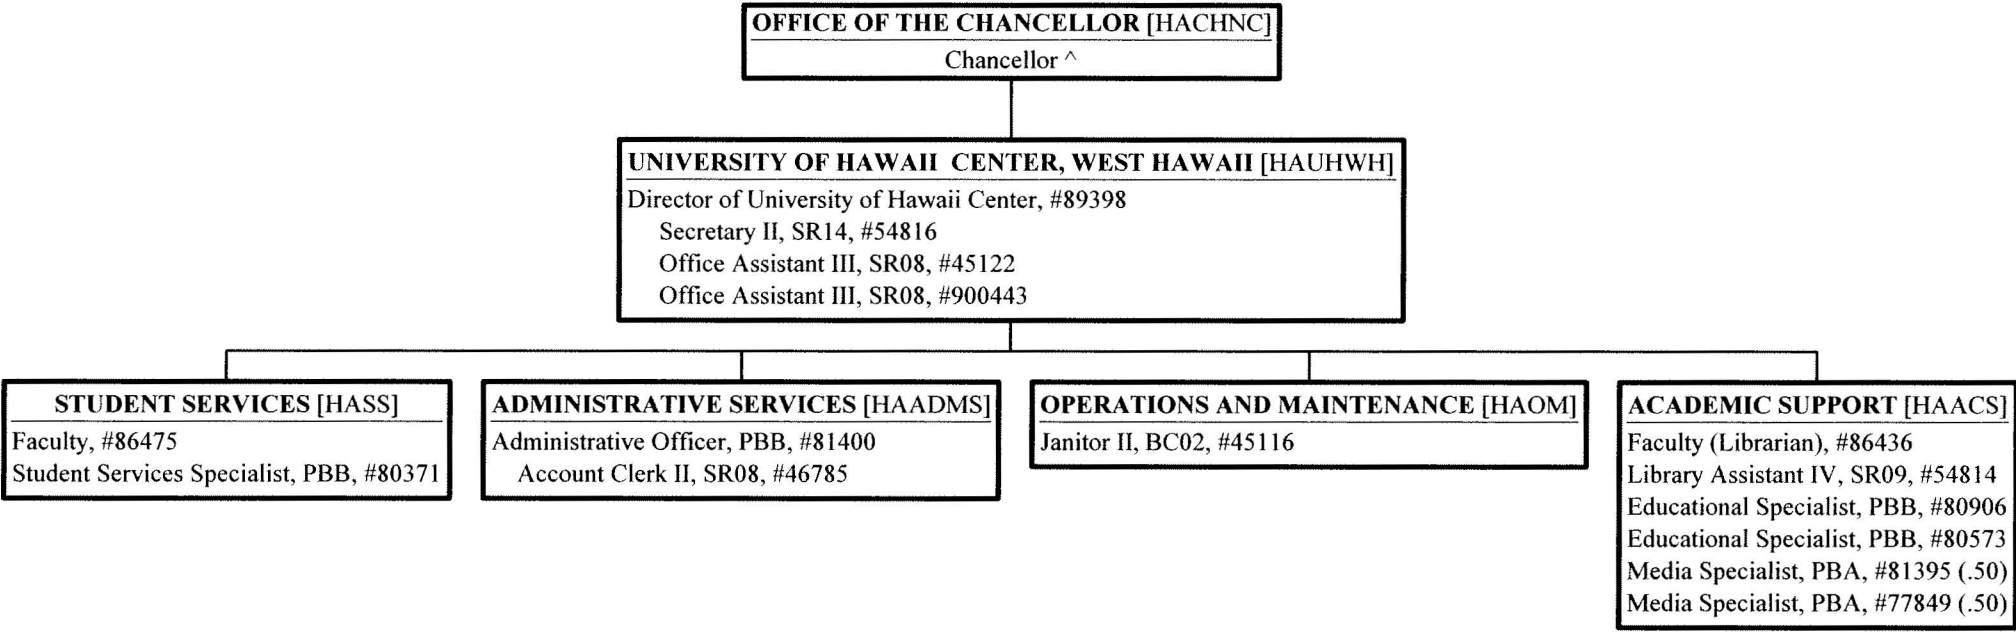 OFFICE OF THE CHANCELLOR [HACHNC]
Chancellor ^
UNIVERSITY OF HAWAII CENTER, WEST HAWAII [HAUHWH]
Director of University of Hawaii Center, #89398
Secretary II, SR14, #54816
Office Assistant III, SR08, #45122
Office Assistant III, SR08, #900443
STUDENT SERVICES [HASS]
Faculty, #86475
Student Services Specialist, PBB, #80371
ADMINISTRATIVE SERVICES [HAADMS]
Administrative Officer, PBB, #81400
Account Clerk II, SR08, #46785
OPERATIONS AND MAINTENANCE [HAOM]
Janitor II, BC02, #45116
ACADEMIC SUPPORT [HAACS]
Faculty (Librarian), #86436
Library Assistant IV, SR09, #54814
Educational Specialist, PBB, #80906
Educational Specialist, PBB, #80573
Media Specialist, PBA, #81395 (.50)
Media Specialist, PBA, #77849 (.50)